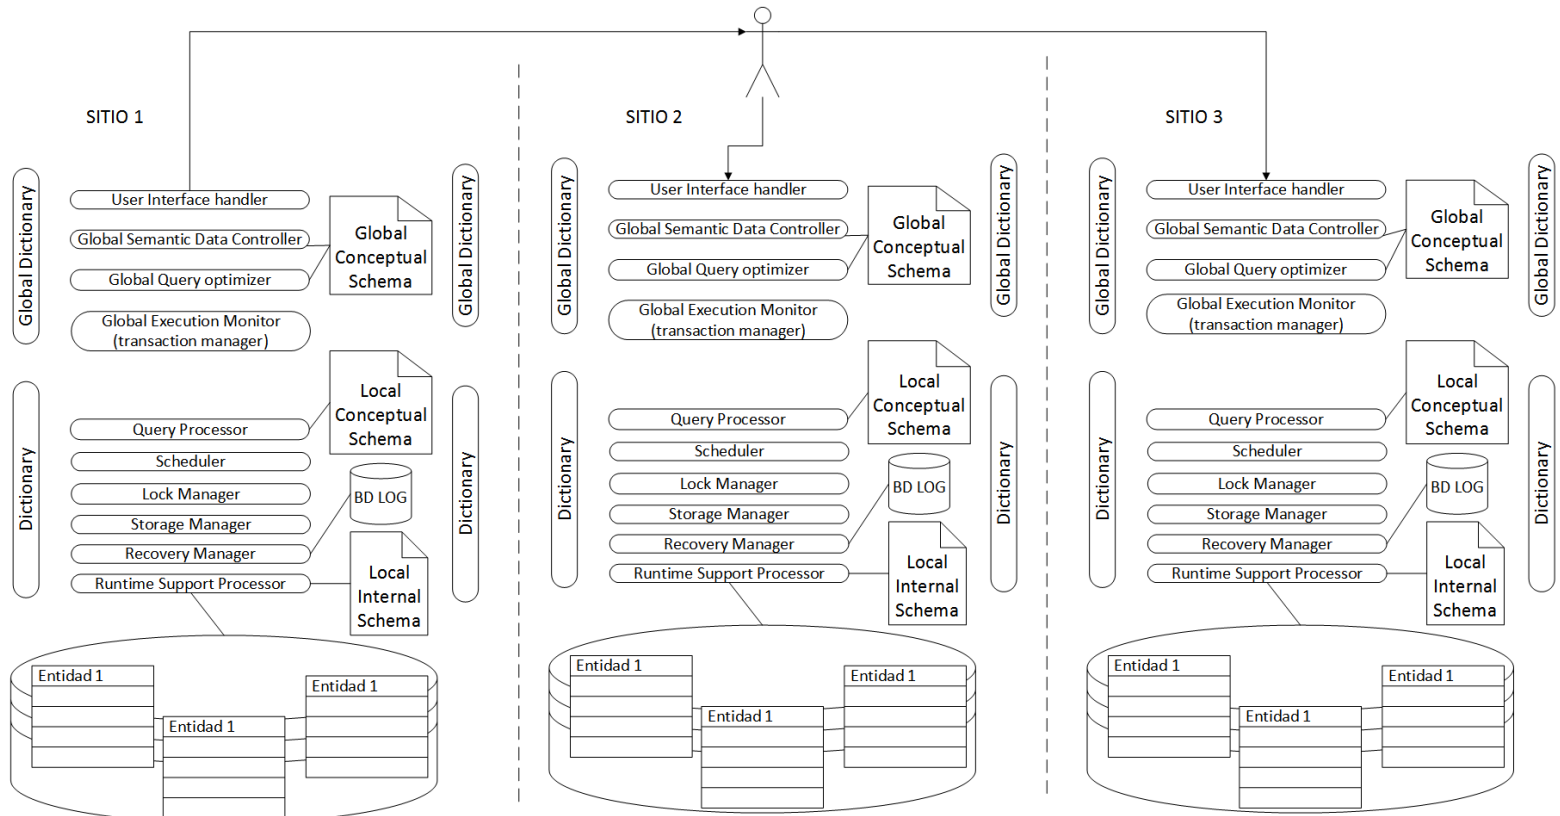 SITIO 1
Global Dictionary
User Interface handler
Global Semantic Data Controller
Global Query optimizer
Global Execution Monitor
(transaction manager)
Global
Conceptual
Schema
Global Dictionary
Dictionary
Query Processor
Scheduler
Lock Manager
Storage Manager
Recovery Manager
Runtime Support Processor
Local
Conceptual
Schema
BD LOG
Local
Internal
Schema
Dictionary
Entidad 1
Entidad 1
Entidad 1
SITIO 2
Global Dictionary
User Interface handler
Global Semantic Data Controller
Global Query optimizer
Global Execution Monitor
(transaction manager)
Global
Conceptual
Schema
Global Dictionary
Dictionary
Query Processor
Scheduler
Lock Manager
Storage Manager
Recovery Manager
Runtime Support Processor
Local
Conceptual
Schema
BD LOG
Local
Internal
Schema
Dictionary
Entidad 1
Entidad 1
Entidad 1
SITIO 3
Global Dictionary
User Interface handler
Global Semantic Data Controller
Global Query optimizer
Global Execution Monitor
(transaction manager)
Global
Conceptual
Schema
Global Dictionary
Dictionary
Query Processor
Scheduler
Lock Manager
Storage Manager
Recovery Manager
Runtime Support Processor
Local
Conceptual
Schema
BD LOG
Local
Internal
Schema
Dictionary
Entidad 1
Entidad 1
Entidad 1